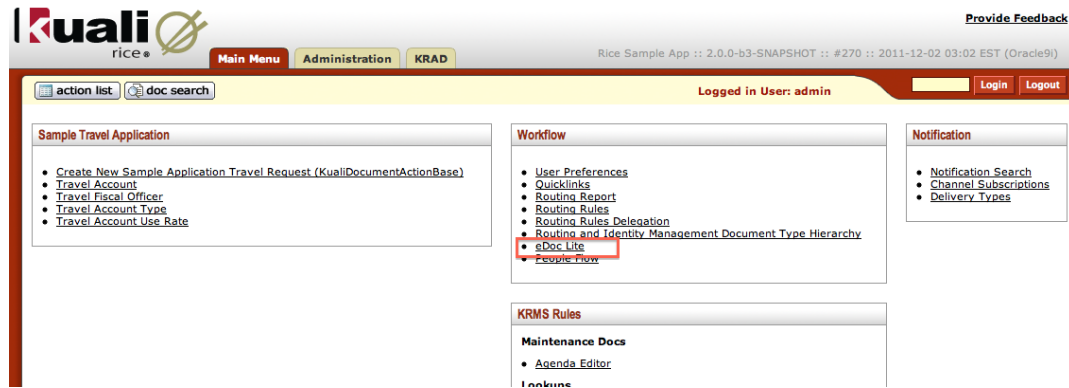 Kuali
rice®
Provide Feedback
Main Menu
Administration
KRAD
Rice Sample App :: 2.0.0-b3-SNAPSHOT :: #270 :: 2011-12-02 03:02 EST (Oracle9i)
action list
doc search
Logged in User: admin
Login
Logout
Sample Travel Application
Create New Sample Application Travel Request (KualiDocumentActionBase)
Travel Account
Travel Fiscal Officer
Travel Account Type
Travel Account Use Rate
Workflow
User Preferences
Quicklinks
Routing Report
Routing Rules
Routing Rules Delegation
Routing and Identity Management Document Type Hierarchy
eDoc Lite
People Flow
KRMS Rules
Maintenance Docs
Agenda Editor
Lookups
Notification
Notification Search
Channel Subscriptions
Delivery Types